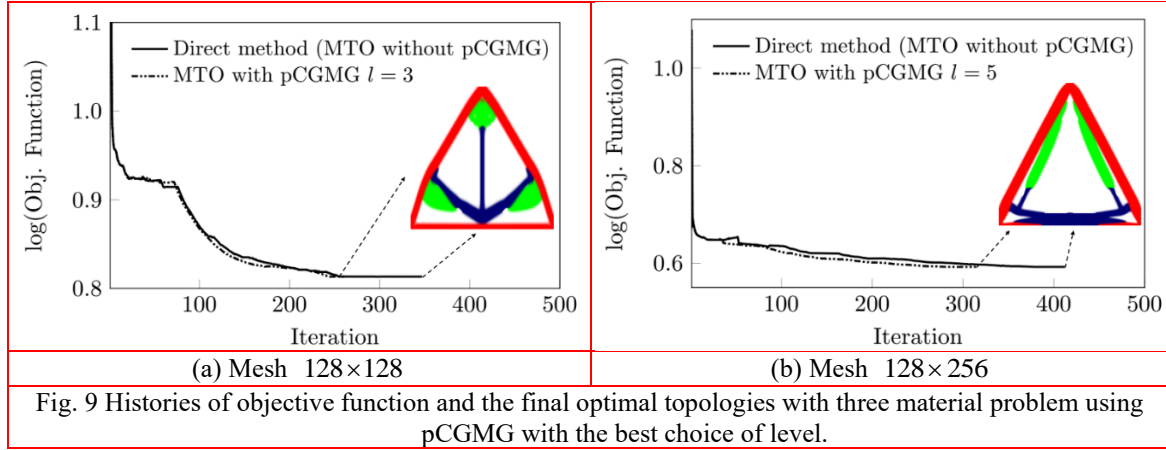 1.1
Direct method (MTO without pCGMG)
MTO with pCGMG l = 3
1.0
0.9
0.8
log(Obj. Function)
100
200
300
400
500
Iteration
Direct method (MTO without pCGMG)
MTO with pCGMG l = 5
1.0
0.8
0.6
log(Obj. Function)
0
100
200
300
400
500
Iteration
(a) Mesh 128×128
(b) Mesh 128×256
Fig. 9 Histories of objective function and the final optimal topologies with three material problem using
pCGMG with the best choice of level.